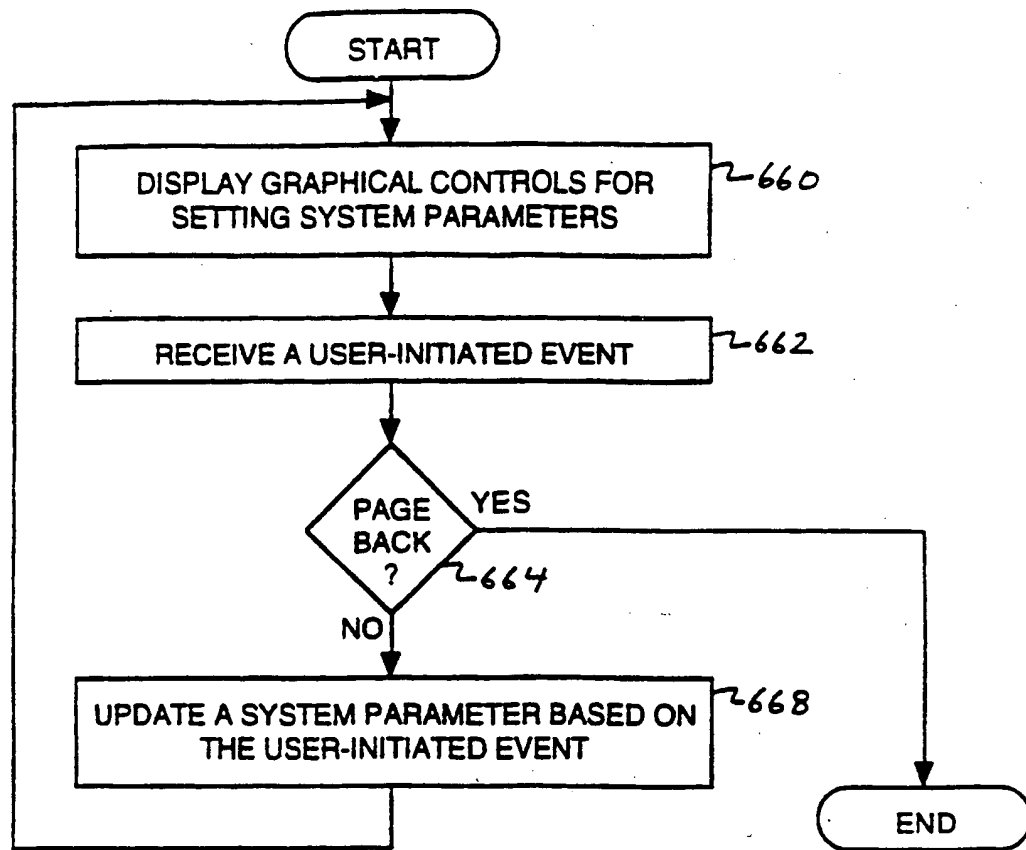 START
DISPLAY GRAPHICAL CONTROLS FOR
SETTING SYSTEM PARAMETERS
660
RECEIVE A USER-INITIATED EVENT
662
PAGE
BACK
?
YES
664
NO
UPDATE A SYSTEM PARAMETER BASED ON
THE USER-INITIATED EVENT
668
END